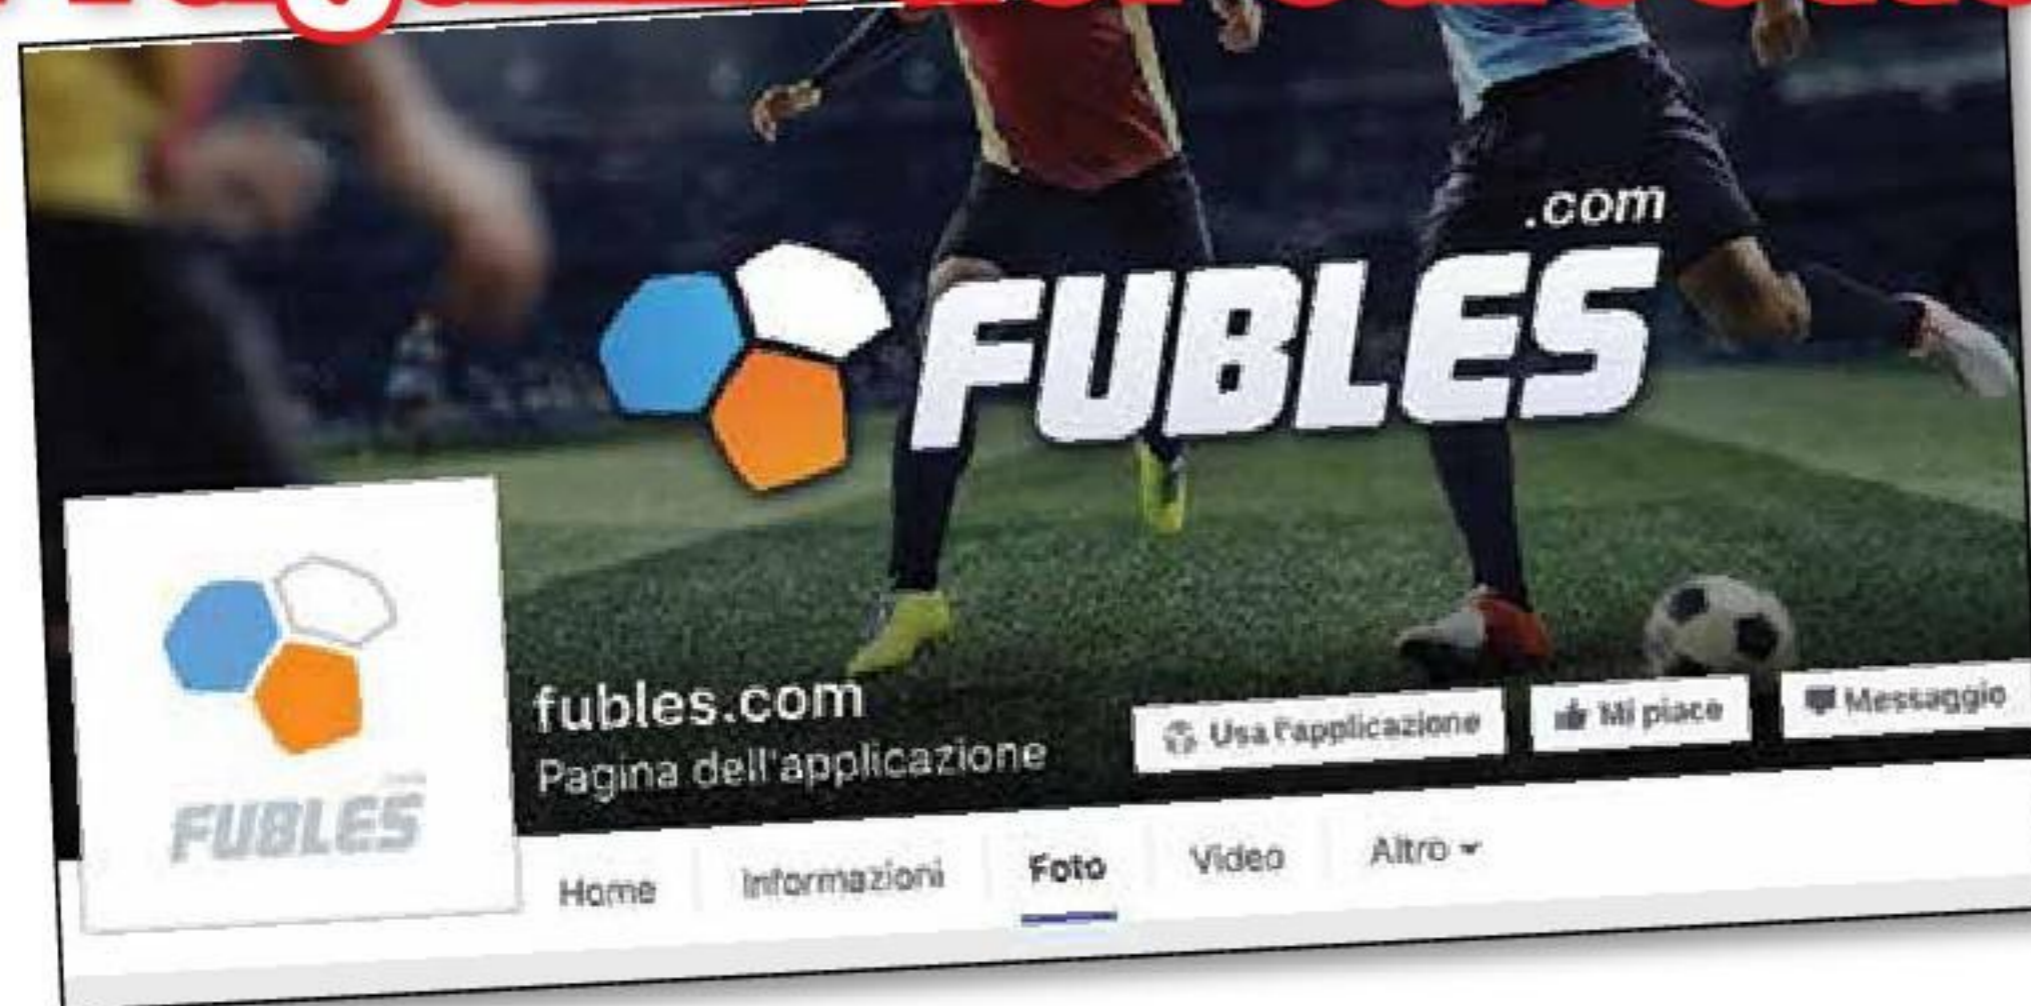 .com
FUBLES
FUBLES
fubles.com
Pagina dell'applicazione
Usa l'applicazione
Mi piace
Messaggio
Home
Informazioni
Foto
Video
Altro